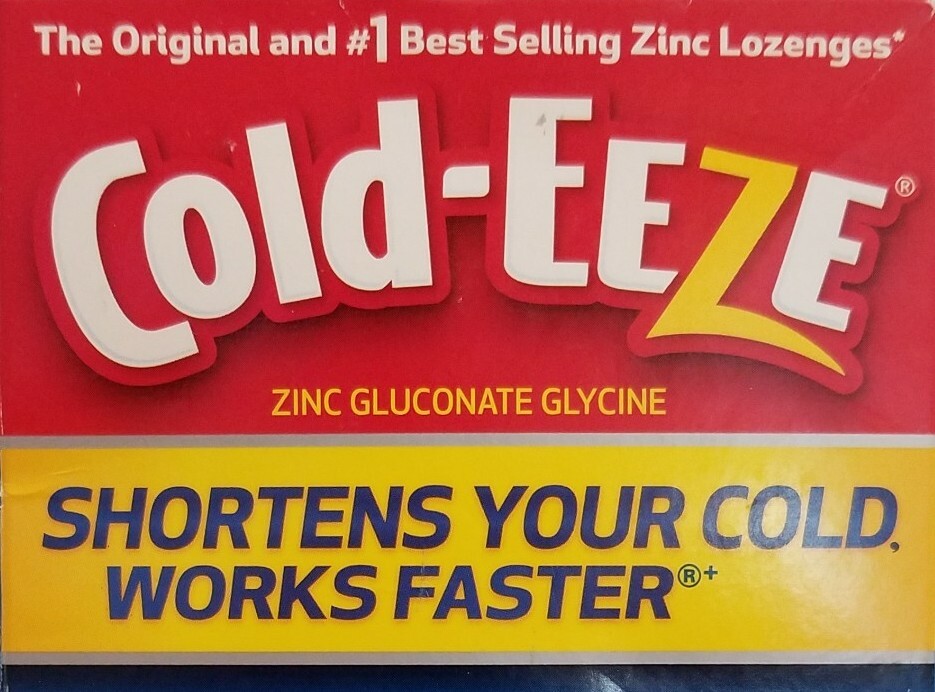 The Original and #1 Best Selling Zinc Lozenges*
Cold-EEZE®
ZINC GLUCONATE GLYCINE
SHORTENS YOUR COLD,
WORKS FASTER®+